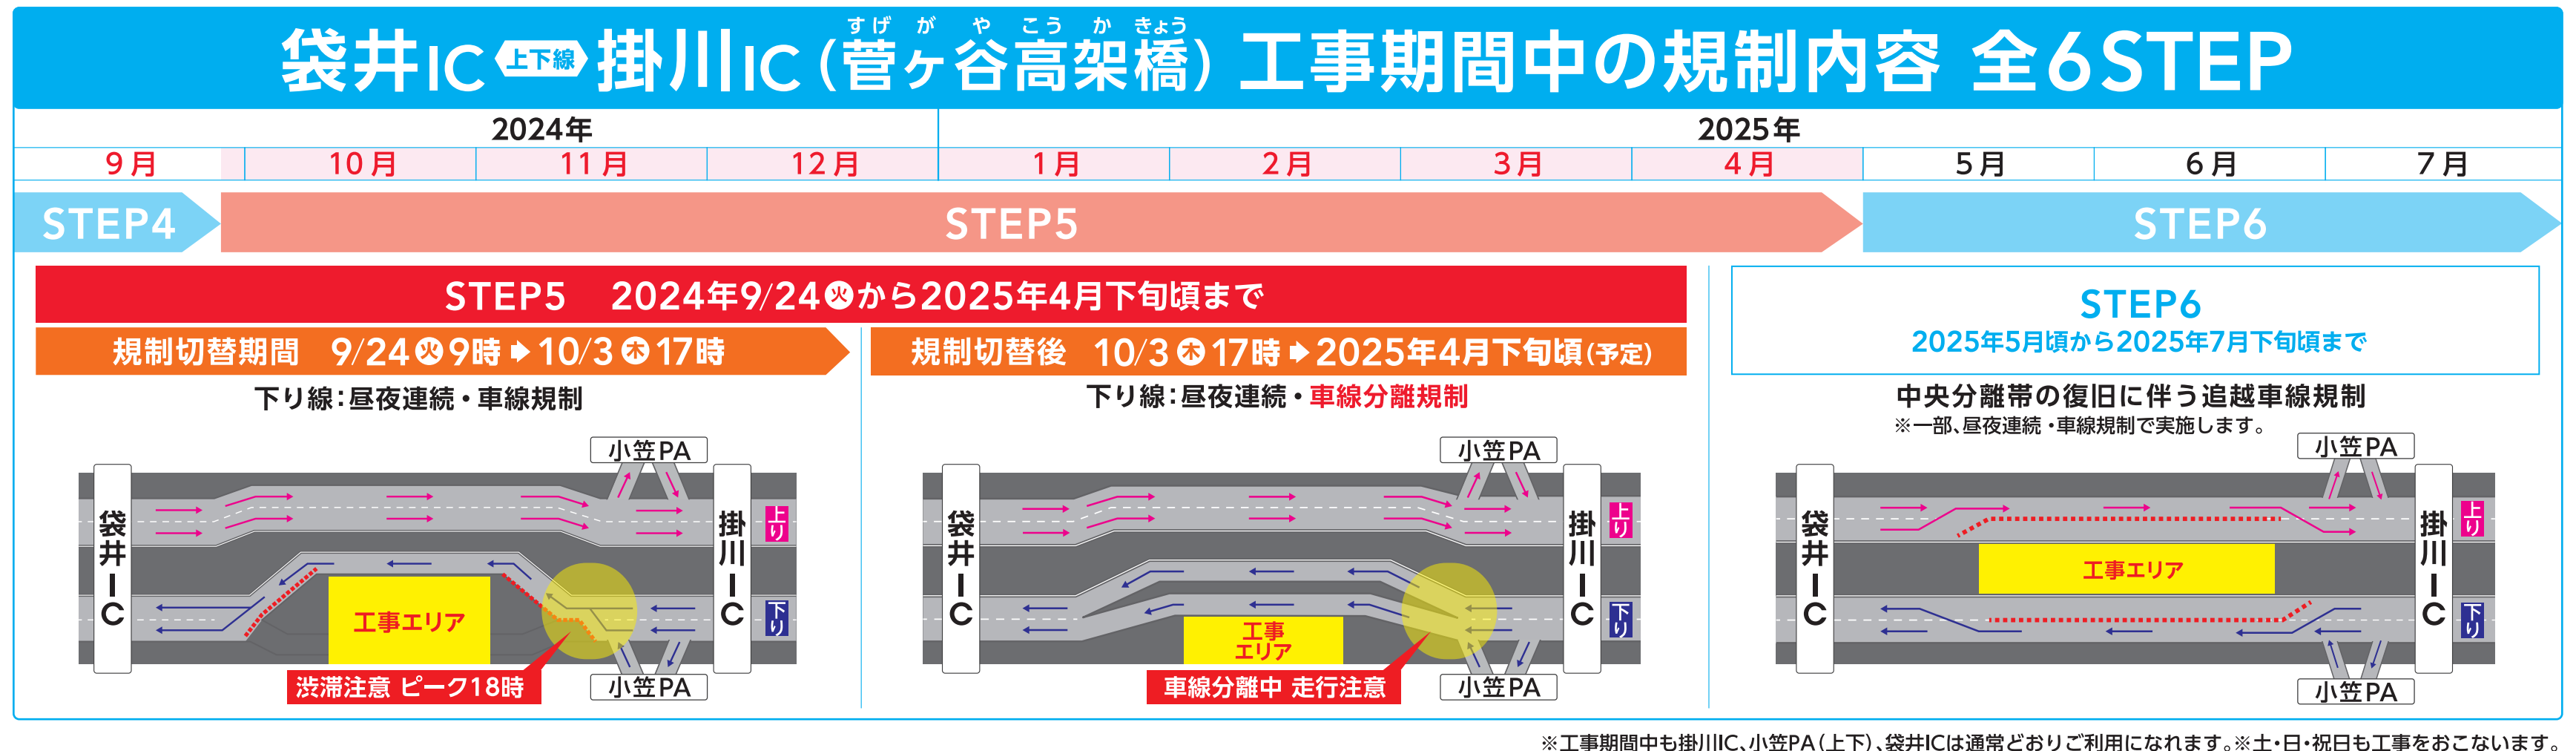 すげがやこうかきょう
袋井IC 上下線 掛川IC（菅ヶ谷高架橋）工事期間中の規制内容 全6STEP
2024年 2025年
9月 10月 11月 12月 1月 2月 3月 4月 5月 6月 7月
STEP4 STEP5 STEP6
STEP5 2024年9/24火から2025年4月下旬頃まで
規制切替期間 9/24火9時 10/3木17時
下り線：昼夜連続・車線規制
小笠PA
袋井IC
掛川IC
上り
下り
工事エリア
渋滞注意 ピーク18時
小笠PA
規制切替後 10/3木17時 2025年4月下旬頃（予定）
下り線：昼夜連続・車線分離規制
小笠PA
袋井IC
掛川IC
上り
下り
工事
エリア
車線分離中 走行注意
小笠PA
STEP6
2025年5月頃から2025年7月下旬頃まで
中央分離帯の復旧に伴う追越車線規制
※一部、昼夜連続・車線規制で実施します。
小笠PA
袋井IC
掛川IC
上り
下り
工事エリア
小笠PA
※工事期間中も掛川IC、小笠PA（上下）、袋井ICは通常どおりご利用になれます。※土・日・祝日も工事をおこないます。